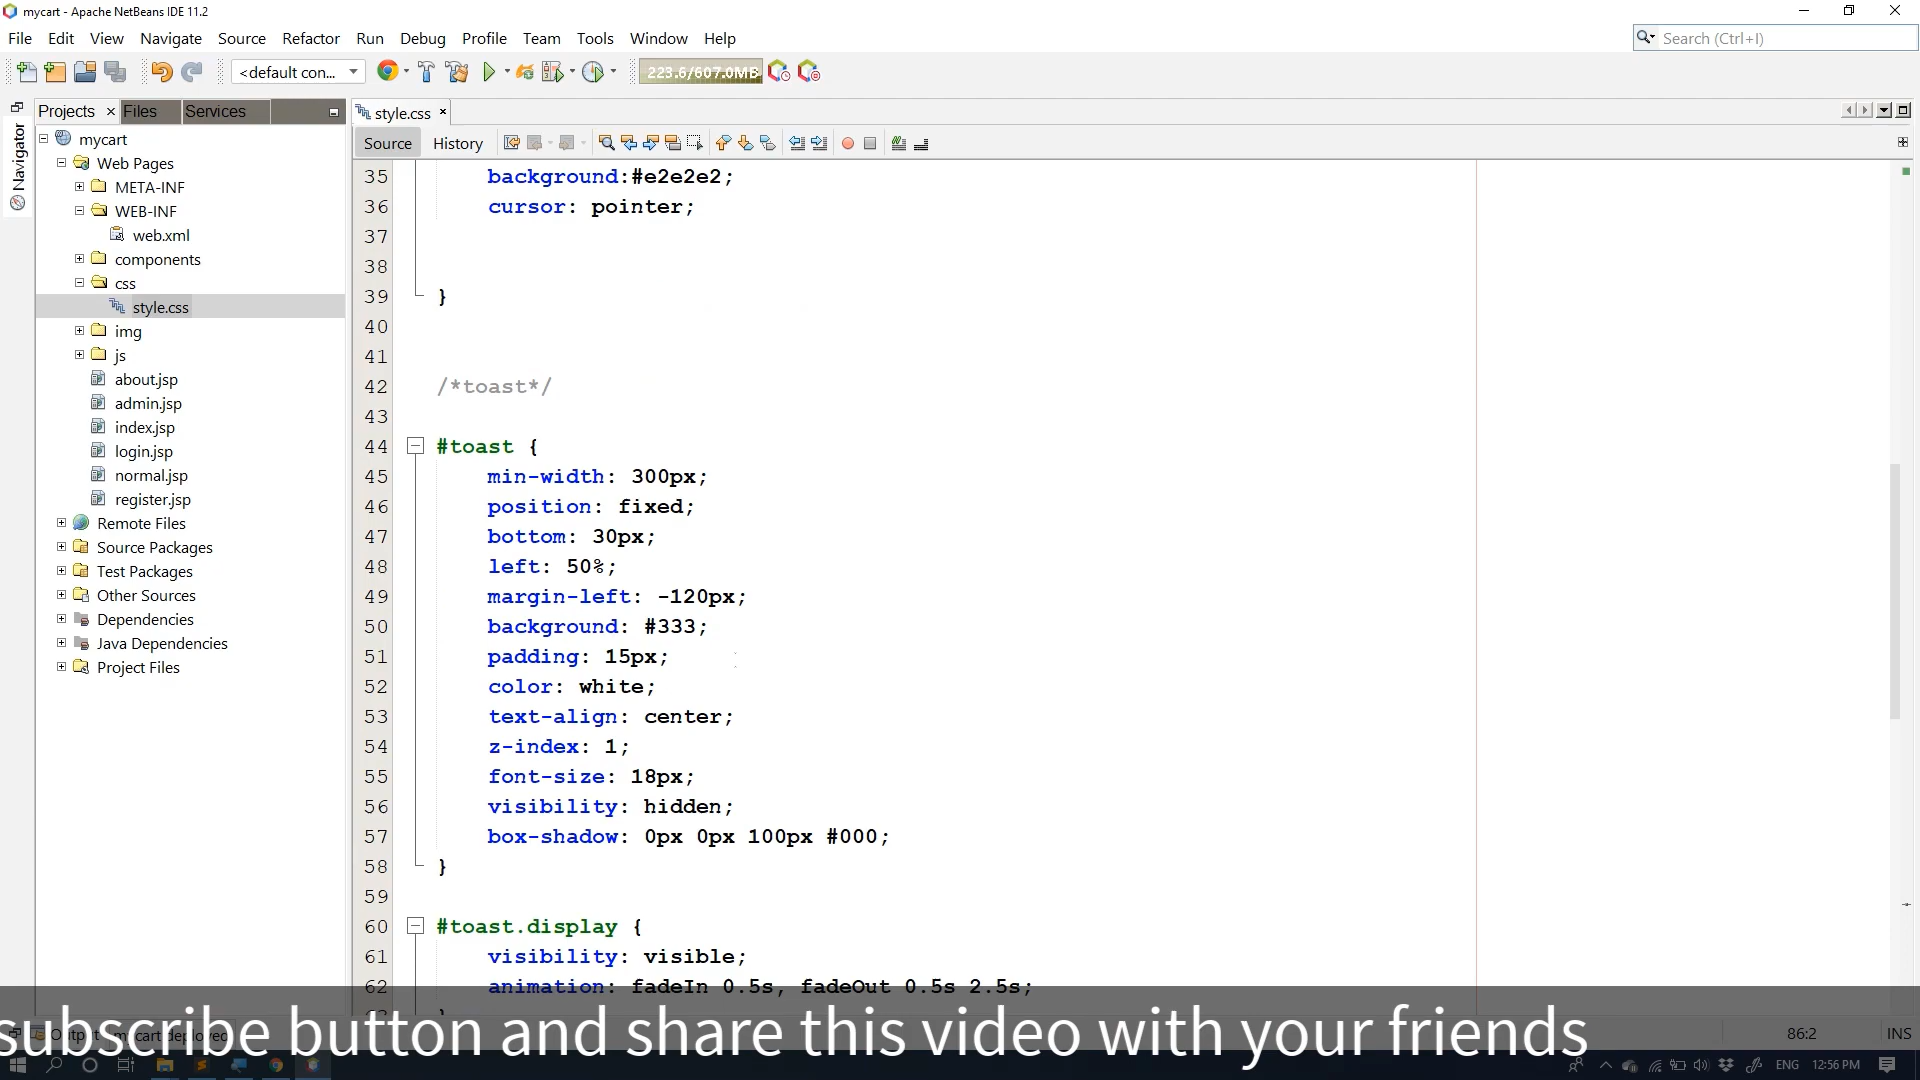 mycart - Apache NetBeans IDE 11.2
File Edit View Navigate Source Refactor Run Debug Profile Team Tools Window Help
Search (Ctrl+I)
<default con...
223.6/607.0MB
Projects Files Services
style.css
Navigator
Source History
mycart
Web Pages
META-INF
WEB-INF
web.xml
components
css
style.css
img
js
about.jsp
admin.jsp
index.jsp
login.jsp
normal.jsp
register.jsp
Remote Files
Source Packages
Test Packages
Other Sources
Dependencies
Java Dependencies
Project Files
35 background:#e2e2e2;
36 cursor: pointer;
37
38
39 }
40
41
42 /*toast*/
43
44 #toast {
45 min-width: 300px;
46 position: fixed;
47 bottom: 30px;
48 left: 50%;
49 margin-left: -120px;
50 background: #333;
51 padding: 15px;
52 color: white;
53 text-align: center;
54 z-index: 1;
55 font-size: 18px;
56 visibility: hidden;
57 box-shadow: 0px 0px 100px #000;
58 }
59
60 #toast.display {
61 visibility: visible;
62 animation: fadeIn 0.5s, fadeOut 0.5s 2.5s;
subscribe button and share this video with your friends
86:2 INS
ENG 12:56 PM